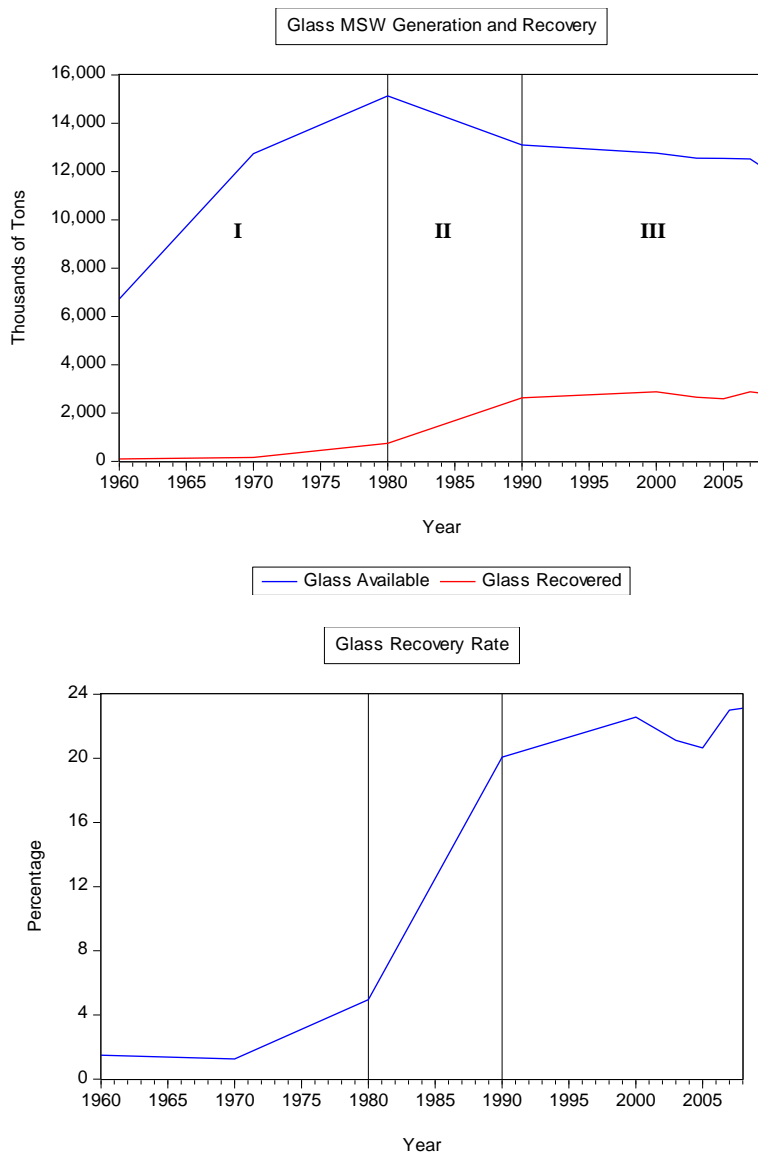 Glass MSW Generation and Recovery
16,000
14,000
12,000
10,000
8,000
6,000
4,000
2,000
0
Thousands of Tons
I II III
1960 1965 1970 1975 1980 1985 1990 1995 2000 2005
Year
Glass Available Glass Recovered
Glass Recovery Rate
24
20
16
12
8
4
0
Percentage
1960 1965 1970 1975 1980 1985 1990 1995 2000 2005
Year